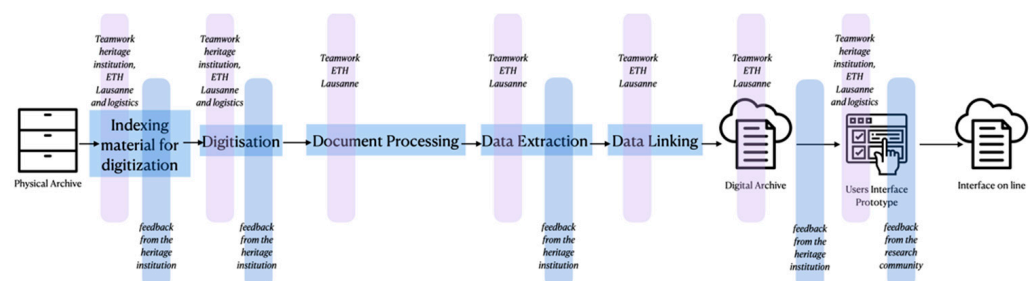 Teamwork
heritage
institution,
ETH
Lausanne
and logistics
Teamwork
heritage
institution,
ETH
Lausanne
and logistics
Teamwork
ETH
Lausanne
Teamwork
ETH
Lausanne
Teamwork
ETH
Lausanne
Teamwork
ETH
Lausanne
Teamwork
heritage
institution,
ETH
Lausanne
and logistics
Physical Archive
Indexing
material for
digitization
Digitisation
Document Processing
Data Extraction
Data Linking
Digital Archive
Users Interface
Prototype
Interface on line
feedback
from the
heritage
institution
feedback
from the
heritage
institution
feedback
from the
heritage
institution
feedback
from the
heritage
institution
feedback
from the
research
community